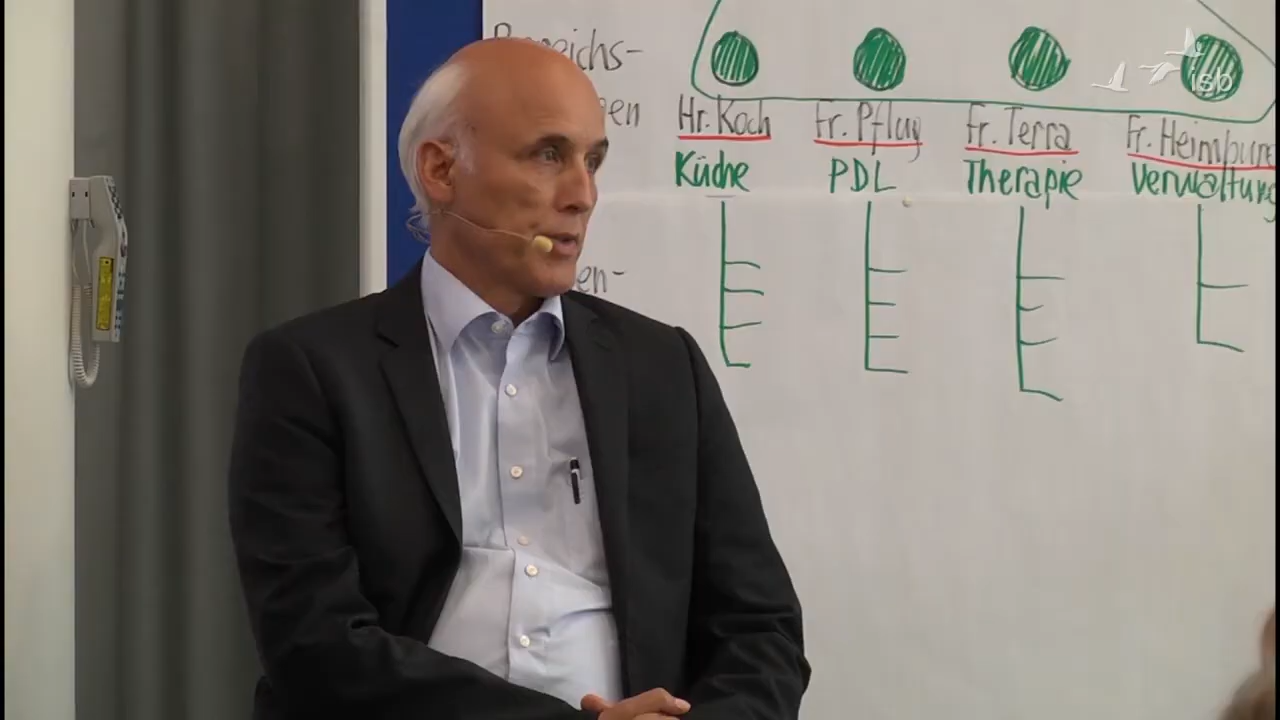 isb
Hr. Koch
Fr. Pflug
Fr. Terra
Küche
PDL
Therapie
Verwaltung